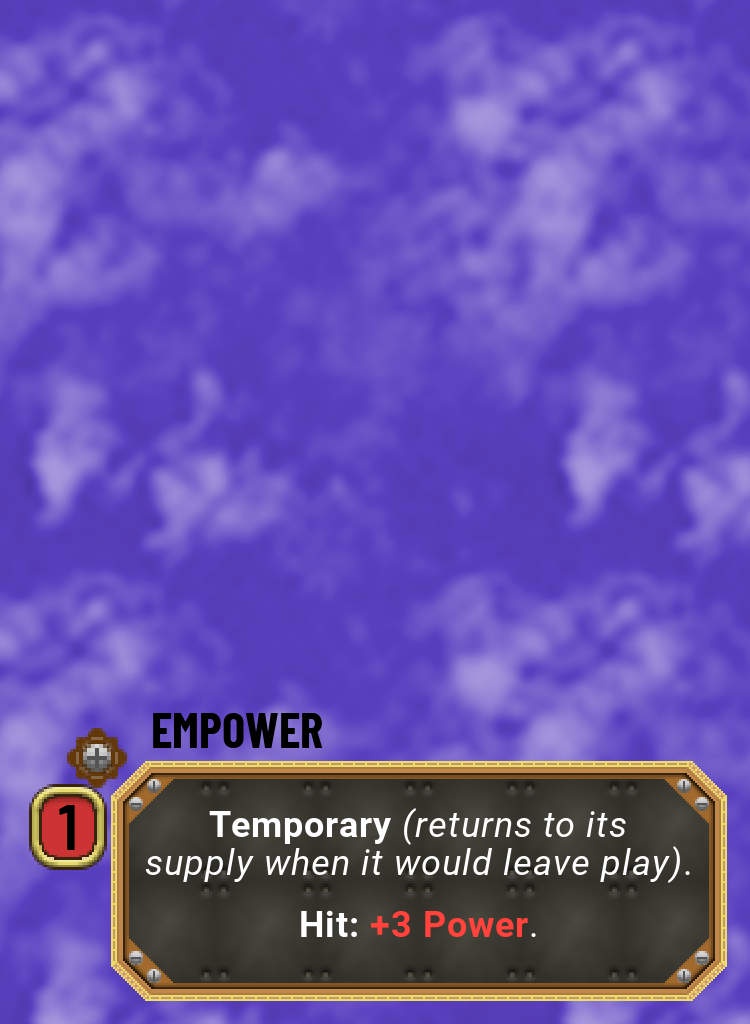 EMPOWER
1
Temporary (returns to its
supply when it would leave play).
Hit: +3 Power.